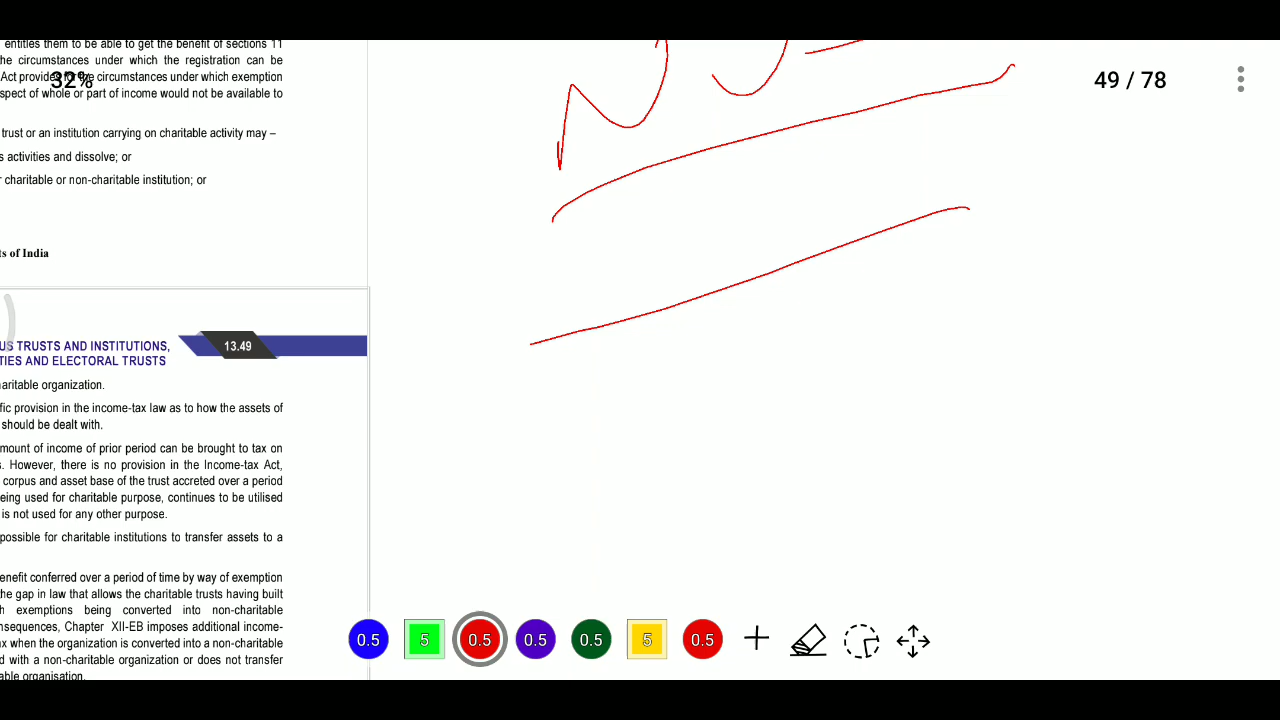 entitles them to be able to get the benefit of sections 11
he circumstances under which the registration can be
Act provides for the circumstances under which exemption
32%
49 / 78
spect of whole or part of income would not be available to
trust or an institution carrying on charitable activity may –
s activities and dissolve; or
r charitable or non-charitable institution; or
ts of India
US TRUSTS AND INSTITUTIONS,
13.49
TIES AND ELECTORAL TRUSTS
aritable organization.
fic provision in the income-tax law as to how the assets of
should be dealt with.
mount of income of prior period can be brought to tax on
s. However, there is no provision in the Income-tax Act,
corpus and asset base of the trust accreted over a period
eing used for charitable purpose, continues to be utilised
is not used for any other purpose.
possible for charitable institutions to transfer assets to a
enefit conferred over a period of time by way of exemption
the gap in law that allows the charitable trusts having built
h exemptions being converted into non-charitable
nsequences, Chapter XII-EB imposes additional income-
ax when the organization is converted into a non-charitable
d with a non-charitable organization or does not transfer
able organisation.
0.5 5 0.5 0.5 0.5 5 0.5